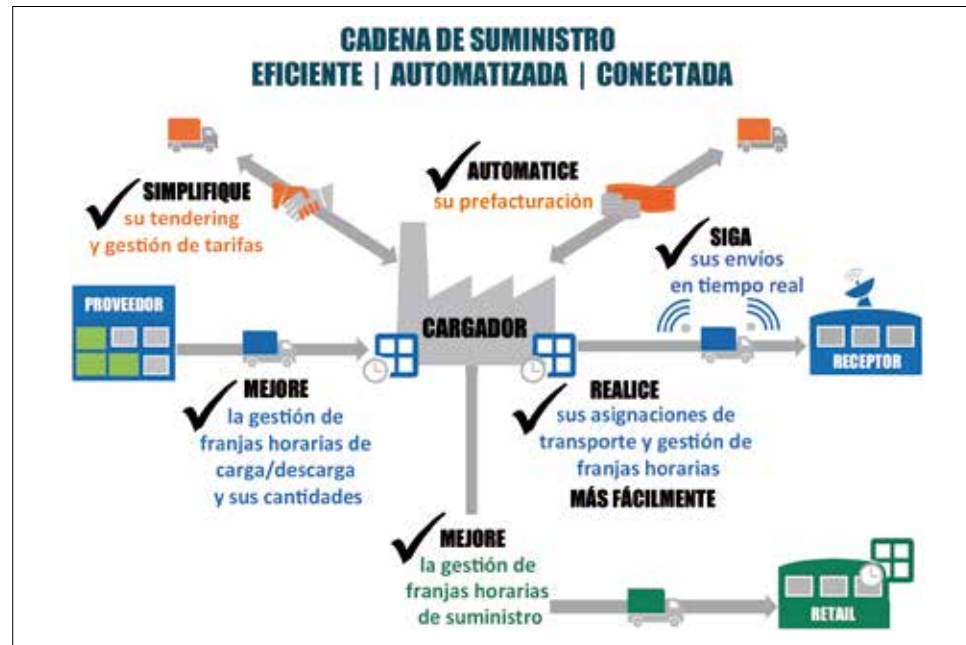 CADENA DE SUMINISTRO
EFICIENTE | AUTOMATIZADA | CONECTADA
SIMPLIFIQUE
su tendering
y gestión de tarifas
AUTOMATICE
su prefacturación
SIGA
sus envíos
en tiempo real
PROVEEDOR
CARGADOR
RECEPTOR
MEJORE
la gestión de
franjas horarias de
carga/descarga
y sus cantidades
REALICE
sus asignaciones de
transporte y gestión de
franjas horarias
MÁS FÁCILMENTE
MEJORE
la gestión de
franjas horarias
de suministro
RETAIL